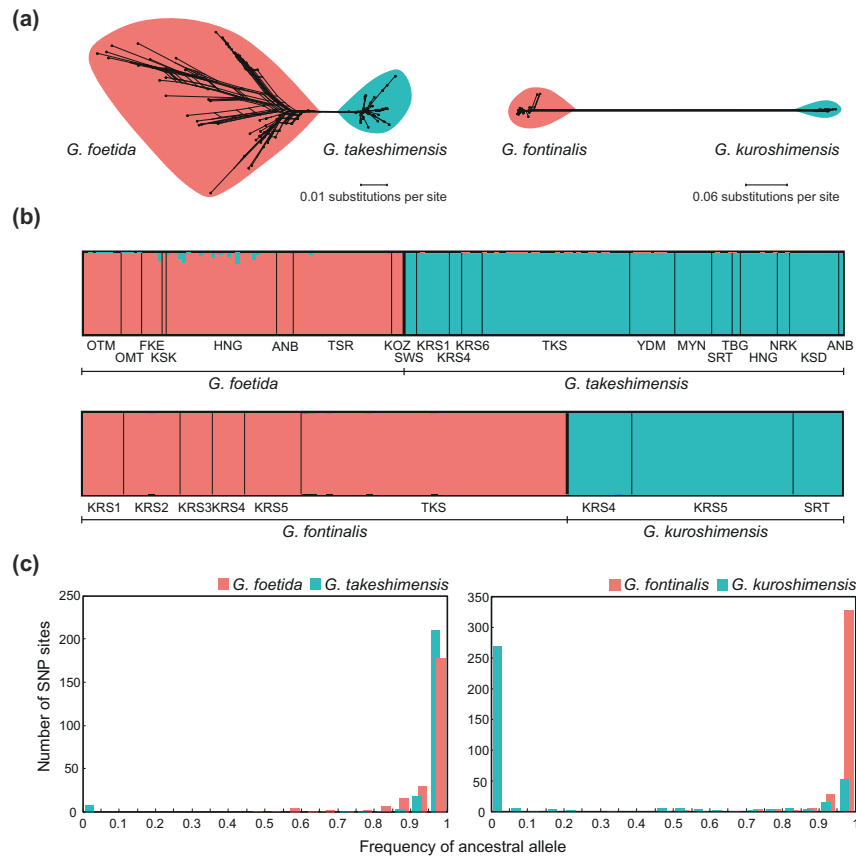 (a)
G. foetida
G. takeshimensis
0.01 substitutions per site
G. fontinalis
G. kuroshimensis
0.06 substitutions per site
(b)
OTM FKE HNG ANB TSR KOZ KRS1 KRS6 TKS YDM MYN TBG NRK ANB
OMT KSK SWS KRS4 SRT HNG KSD
G. foetida G. takeshimensis
KRS1 KRS2 KRS3 KRS4 KRS5 TKS KRS4 KRS5 SRT
G. fontinalis G. kuroshimensis
(c)
G. foetida G. takeshimensis
G. fontinalis G. kuroshimensis
Number of SNP sites
250
200
150
100
50
0
0 0.1 0.2 0.3 0.4 0.5 0.6 0.7 0.8 0.9 1
350
300
250
200
150
100
50
0
0 0.1 0.2 0.3 0.4 0.5 0.6 0.7 0.8 0.9 1
Frequency of ancestral allele